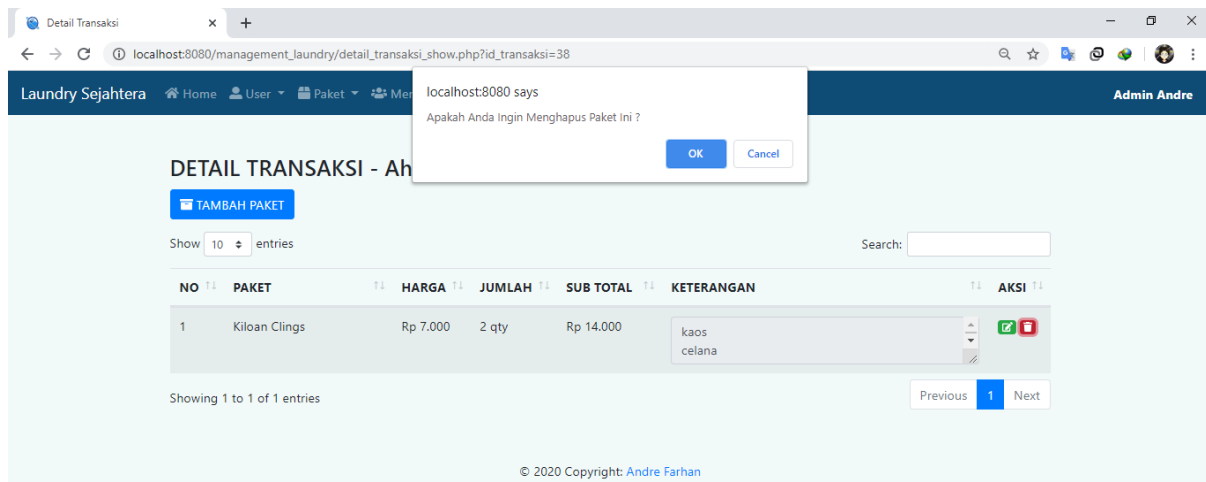 Detail Transaksi
localhost:8080/management_laundry/detail_transaksi_show.php?id_transaksi=38
Laundry Sejahtera Home User Paket Mer Admin Andre
localhost:8080 says
Apakah Anda Ingin Menghapus Paket Ini ?
OK Cancel
DETAIL TRANSAKSI - Ah
TAMBAH PAKET
Show 10 entries Search:
NO PAKET HARGA JUMLAH SUB TOTAL KETERANGAN AKSI
1 Kiloan Clings Rp 7.000 2 qty Rp 14.000 kaos
celana
Showing 1 to 1 of 1 entries Previous 1 Next
© 2020 Copyright: Andre Farhan